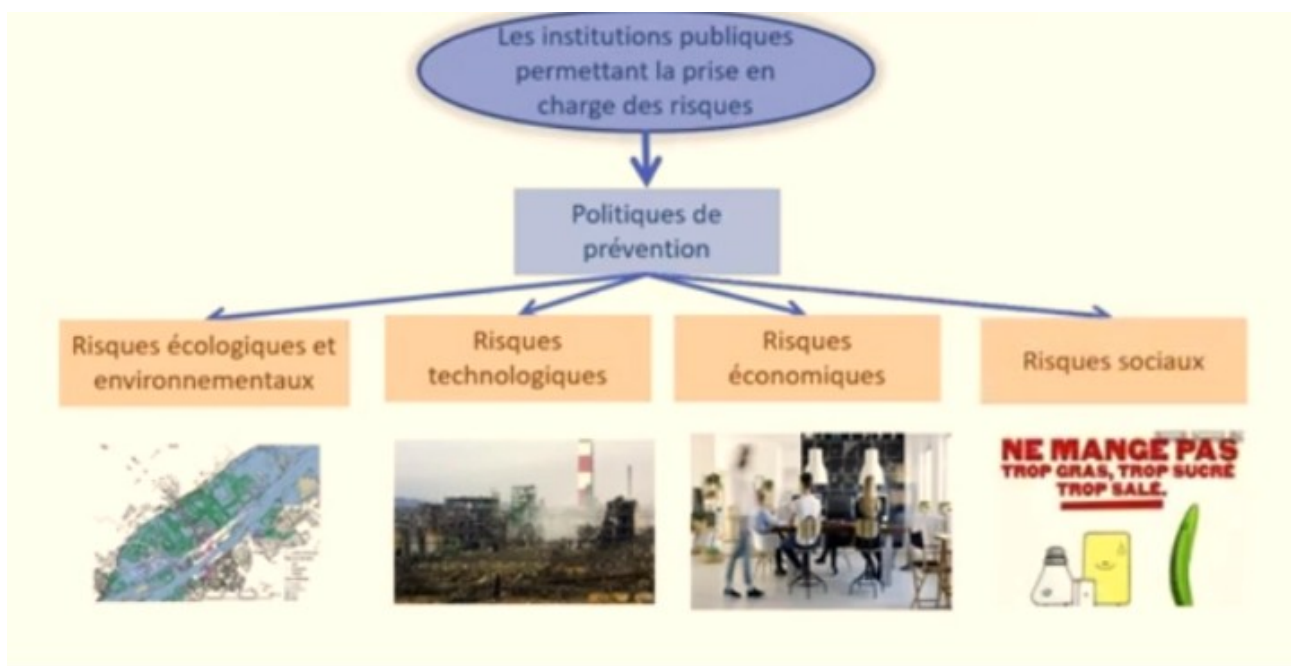 Les institutions publiques
permettant la prise en
charge des risques
Politiques de
prévention
Risques écologiques et
environnementaux
Risques
technologiques
Risques
économiques
Risques sociaux
NE MANGE PAS
TROP GRAS, TROP SUCRÉ
TROP SALÉ.